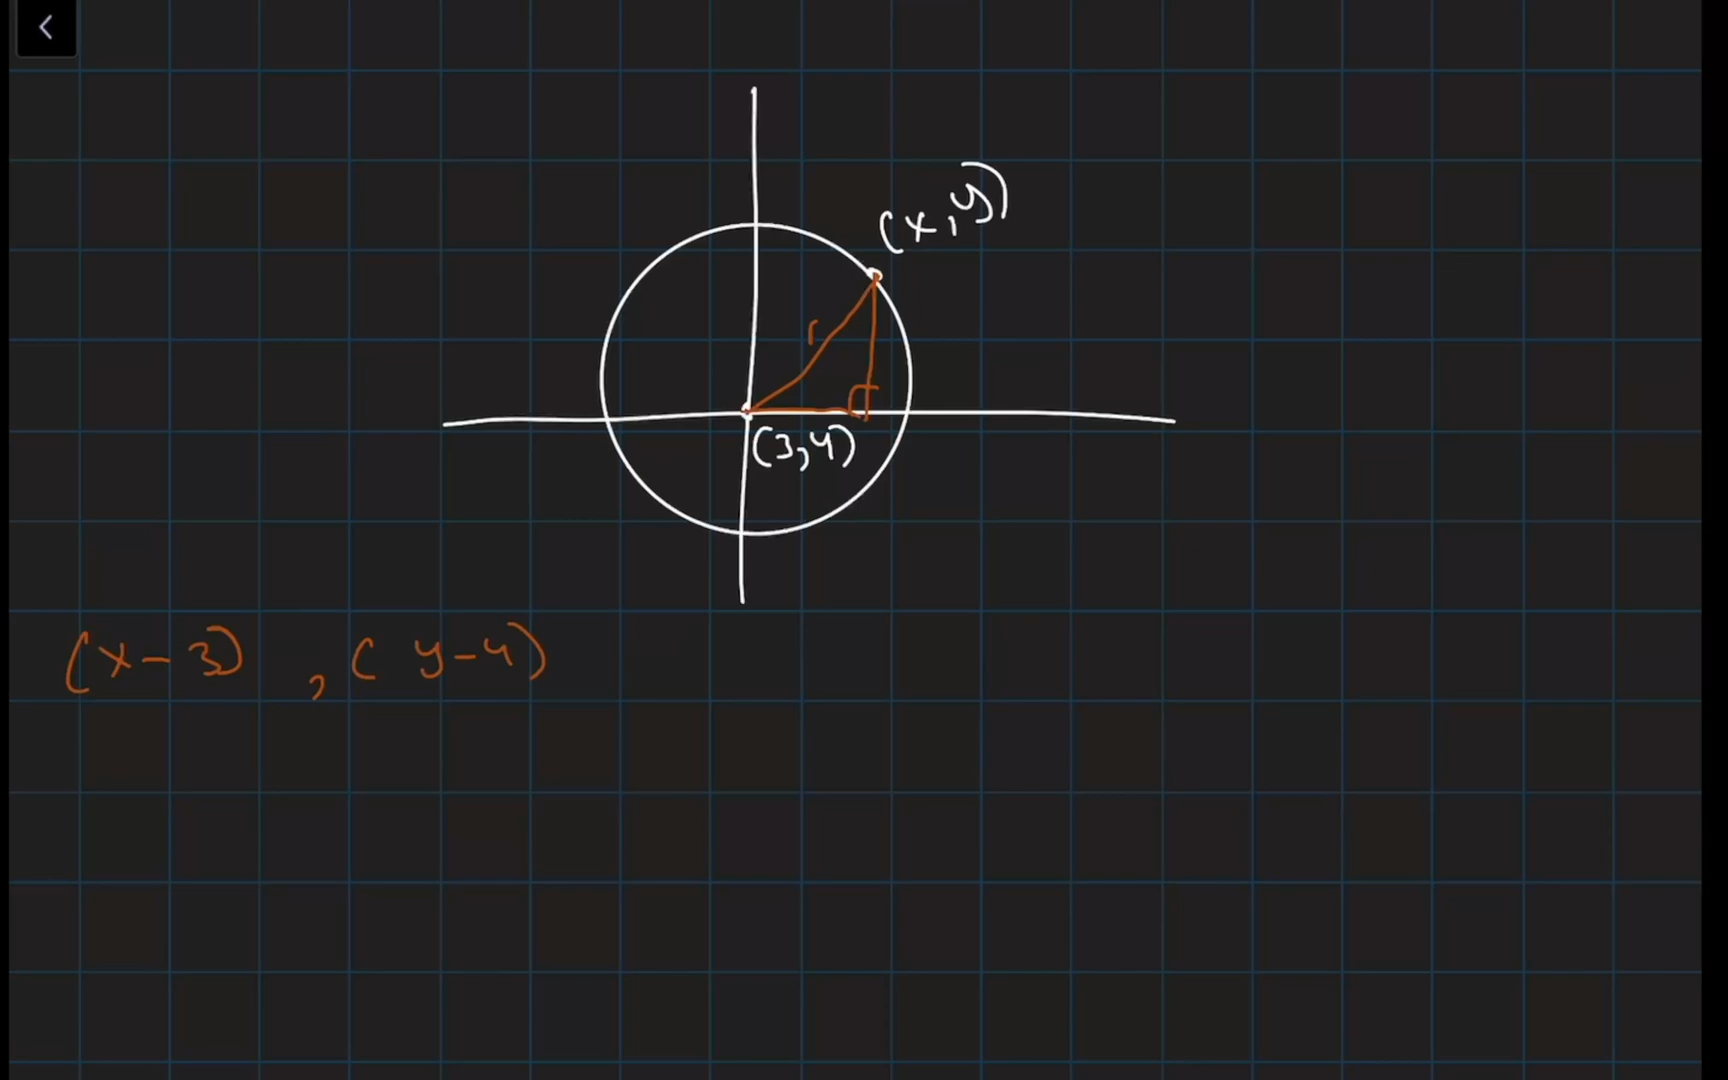 (x,y)
r
(3,4)
(x-3) , (y-4)